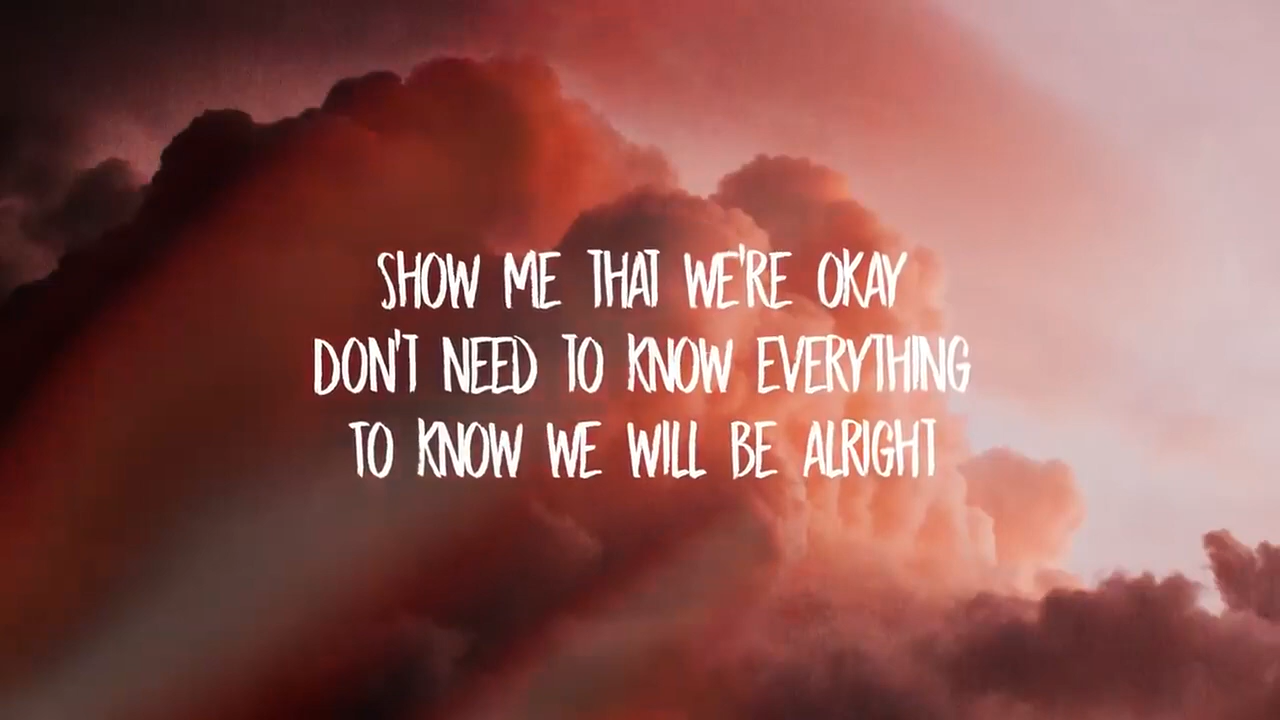 SHOW ME THAT WE'RE OKAY
DON'T NEED TO KNOW EVERYTHING
TO KNOW WE WILL BE ALRIGHT